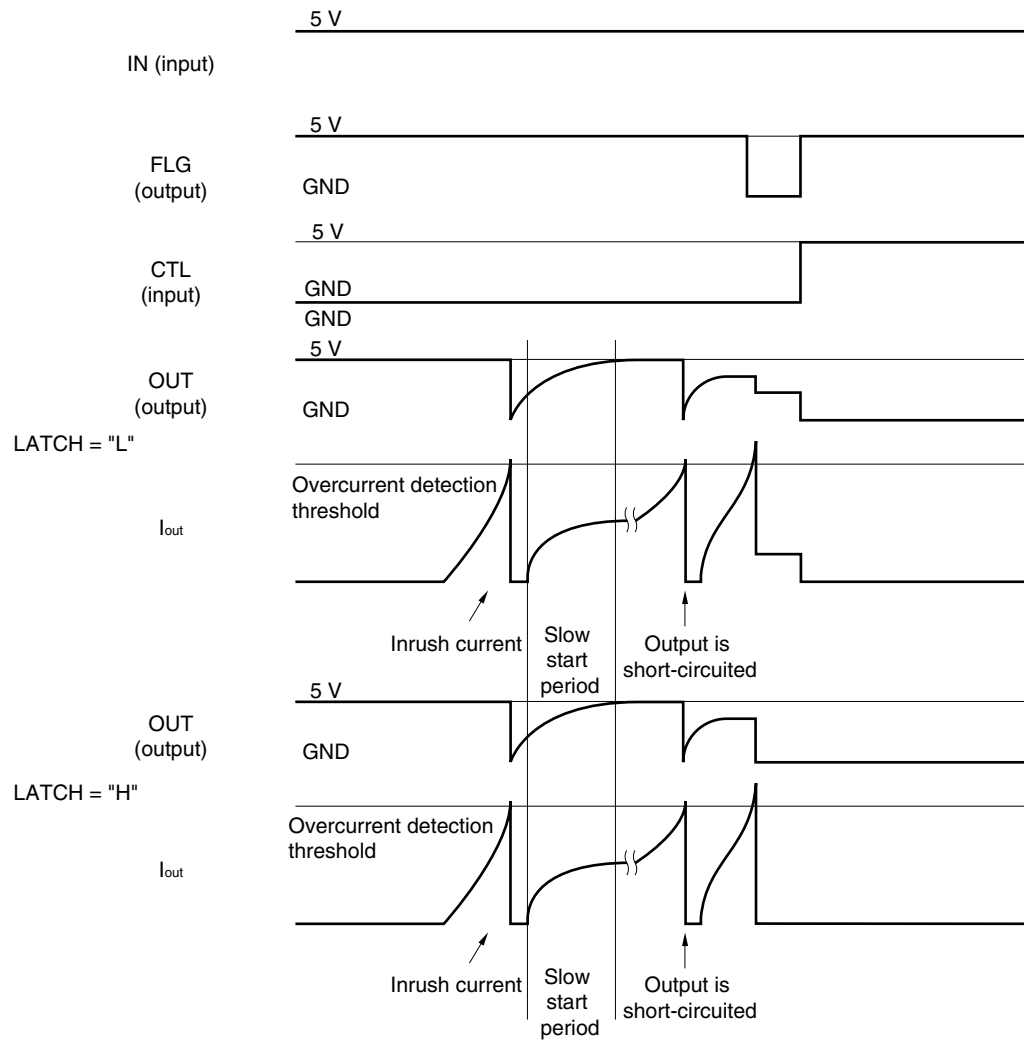 5 V
IN (input)
5 V
FLG
(output)
GND
5 V
CTL
(input)
GND
GND
5 V
OUT
(output)
GND
LATCH = "L"
Overcurrent detection
threshold
Iout
Inrush current
Slow
start
period
Output is
short-circuited
5 V
OUT
(output)
GND
LATCH = "H"
Overcurrent detection
threshold
Iout
Inrush current
Slow
start
period
Output is
short-circuited